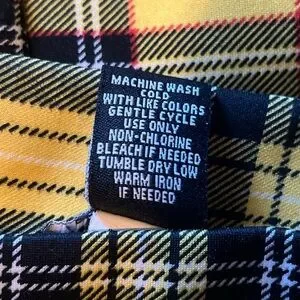 MACHINE WASH
COLD
WITH LIKE COLORS
GENTLE CYCLE
USE ONLY
NON-CHLORINE
BLEACH IF NEEDED
TUMBLE DRY LOW
WARM IRON
IF NEEDED